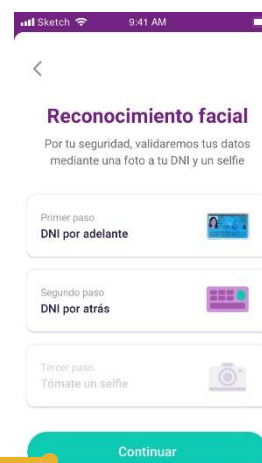 Sketch 9:41 AM
Reconocimiento facial
Por tu seguridad, validaremos tus datos
mediante una foto a tu DNI y un selfie
Primer paso
DNI por adelante
Segundo paso
DNI por atrás
Tercer paso
Tómate un selfie
Continuar